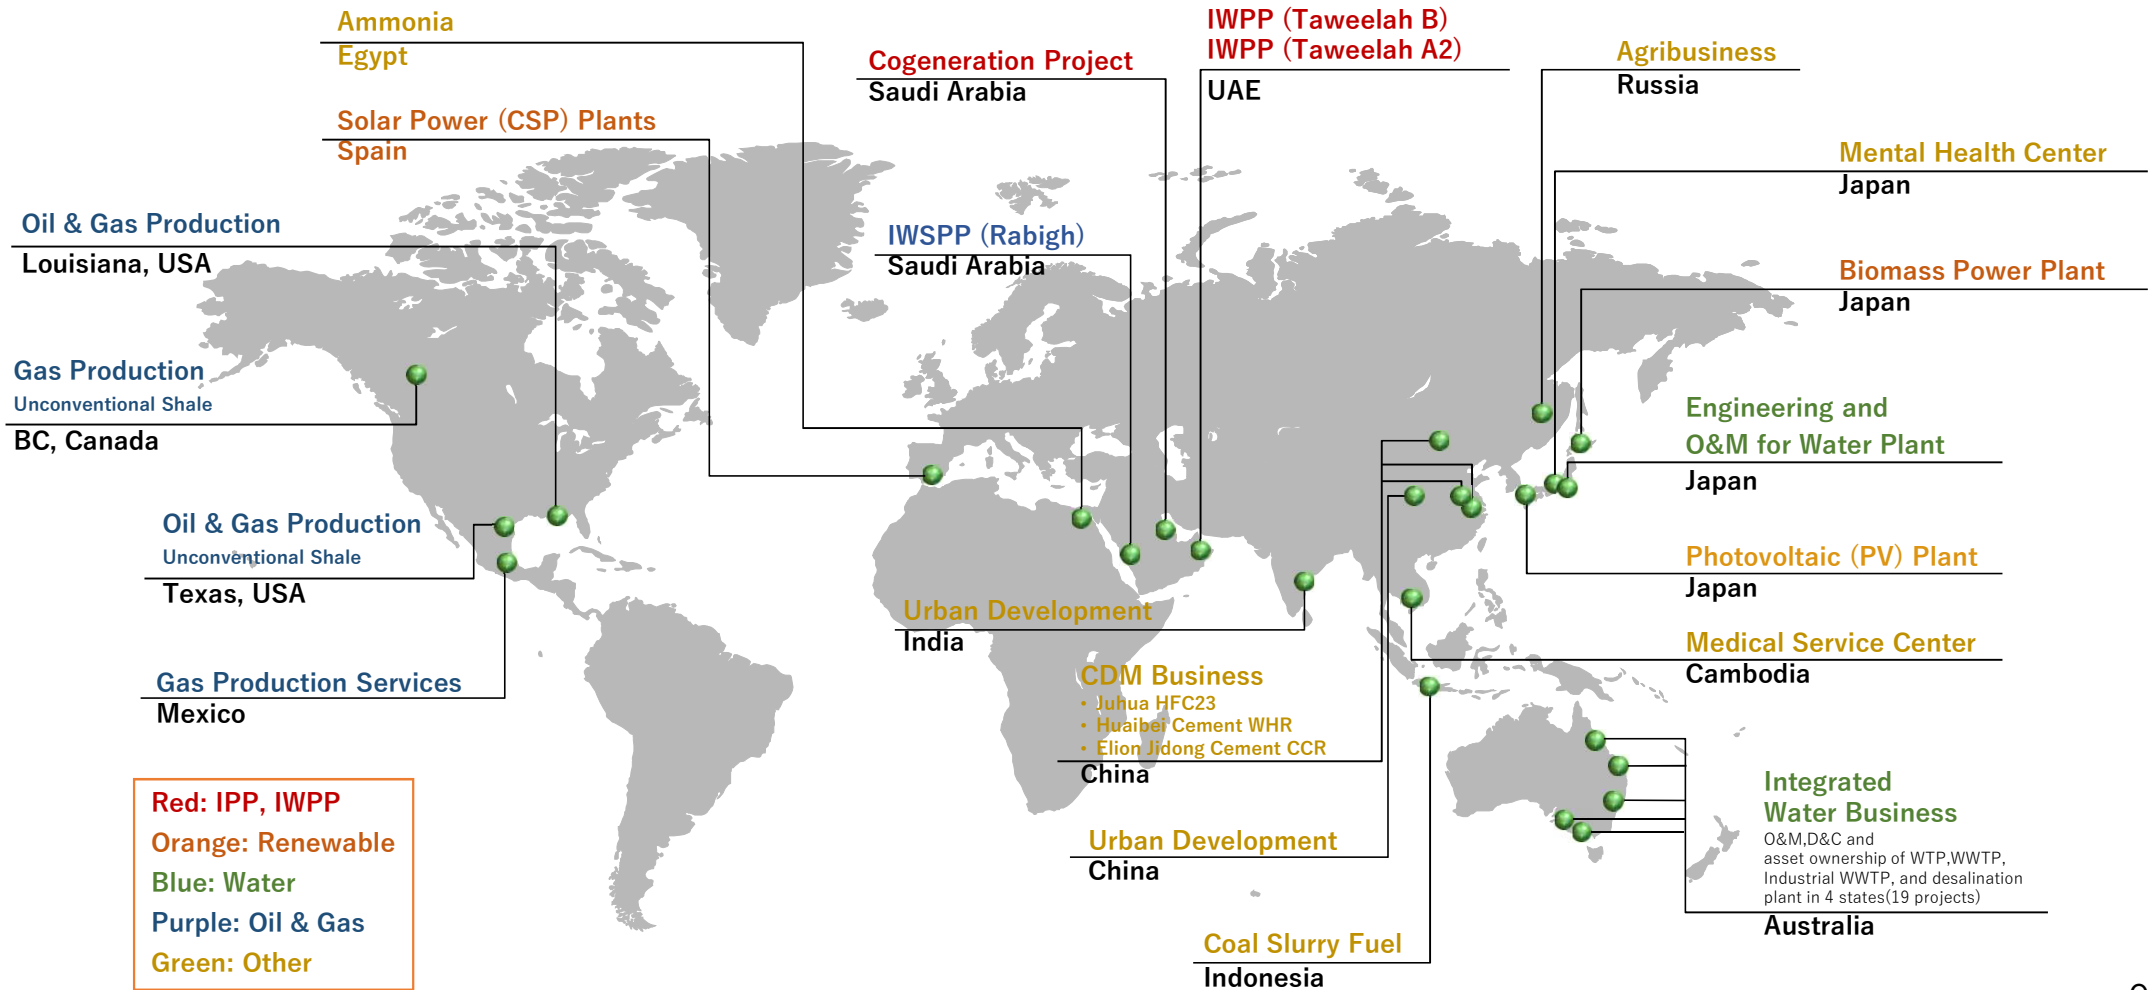 Ammonia
Egypt
Solar Power (CSP) Plants
Spain
Oil & Gas Production
Louisiana, USA
Gas Production
Unconventional Shale
BC, Canada
Oil & Gas Production
Unconventional Shale
Texas, USA
Gas Production Services
Mexico
Cogeneration Project
Saudi Arabia
IWSPP (Rabigh)
Saudi Arabia
IWPP (Taweelah B)
IWPP (Taweelah A2)
UAE
Agribusiness
Russia
Mental Health Center
Japan
Biomass Power Plant
Japan
Engineering and
O&M for Water Plant
Japan
Photovoltaic (PV) Plant
Japan
Medical Service Center
Cambodia
Urban Development
India
CDM Business
• Juhua HFC23
• Huaibei Cement WHR
• Elion Jidong Cement CCR
China
Urban Development
China
Coal Slurry Fuel
Indonesia
Integrated
Water Business
O&M,D&C and
asset ownership of WTP,WWTP,
Industrial WWTP, and desalination
plant in 4 states(19 projects)
Australia
Red: IPP, IWPP
Orange: Renewable
Blue: Water
Purple: Oil & Gas
Green: Other